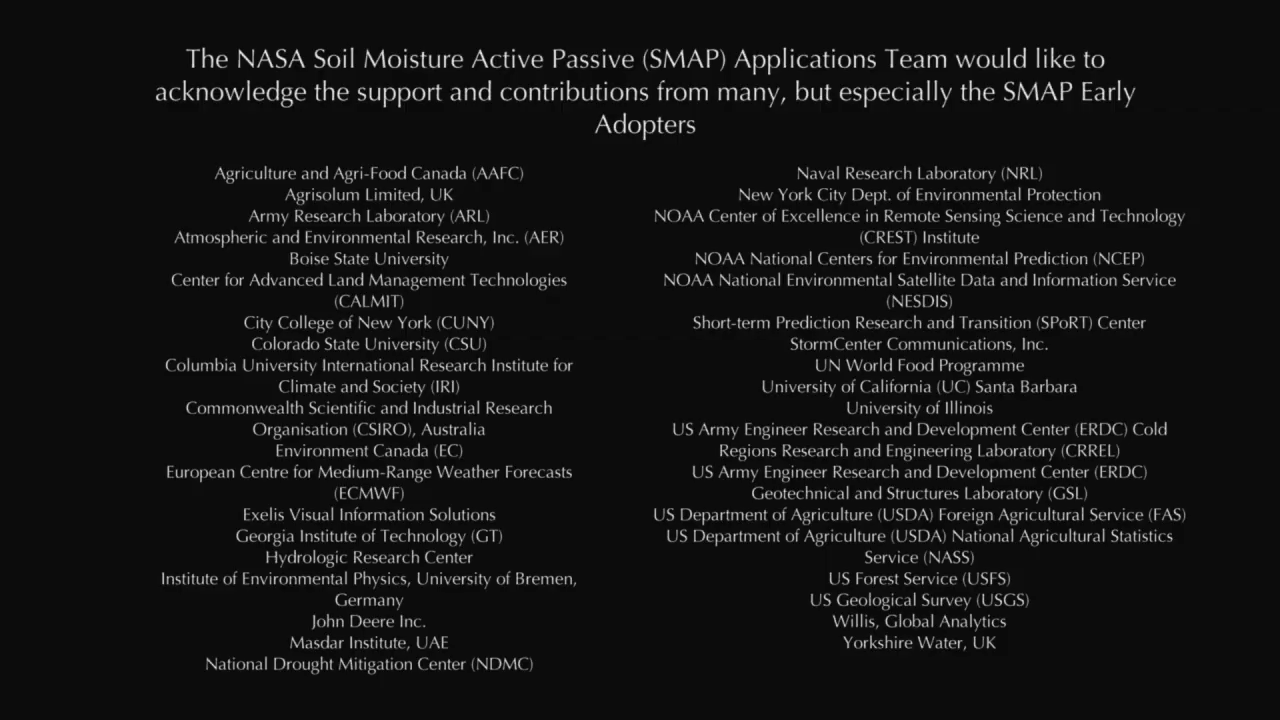 The NASA Soil Moisture Active Passive (SMAP) Applications Team would like to
acknowledge the support and contributions from many, but especially the SMAP Early
Adopters
Agriculture and Agri-Food Canada (AAFC)
Agrisolum Limited, UK
Army Research Laboratory (ARL)
Atmospheric and Environmental Research, Inc. (AER)
Boise State University
Center for Advanced Land Management Technologies
(CALMIT)
City College of New York (CUNY)
Colorado State University (CSU)
Columbia University International Research Institute for
Climate and Society (IRI)
Commonwealth Scientific and Industrial Research
Organisation (CSIRO), Australia
Environment Canada (EC)
European Centre for Medium-Range Weather Forecasts
(ECMWF)
Exelis Visual Information Solutions
Georgia Institute of Technology (GT)
Hydrologic Research Center
Institute of Environmental Physics, University of Bremen,
Germany
John Deere Inc.
Masdar Institute, UAE
National Drought Mitigation Center (NDMC)
Naval Research Laboratory (NRL)
New York City Dept. of Environmental Protection
NOAA Center of Excellence in Remote Sensing Science and Technology
(CREST) Institute
NOAA National Centers for Environmental Prediction (NCEP)
NOAA National Environmental Satellite Data and Information Service
(NESDIS)
Short-term Prediction Research and Transition (SPoRT) Center
StormCenter Communications, Inc.
UN World Food Programme
University of California (UC) Santa Barbara
University of Illinois
US Army Engineer Research and Development Center (ERDC) Cold
Regions Research and Engineering Laboratory (CRREL)
US Army Engineer Research and Development Center (ERDC)
Geotechnical and Structures Laboratory (GSL)
US Department of Agriculture (USDA) Foreign Agricultural Service (FAS)
US Department of Agriculture (USDA) National Agricultural Statistics
Service (NASS)
US Forest Service (USFS)
US Geological Survey (USGS)
Willis, Global Analytics
Yorkshire Water, UK